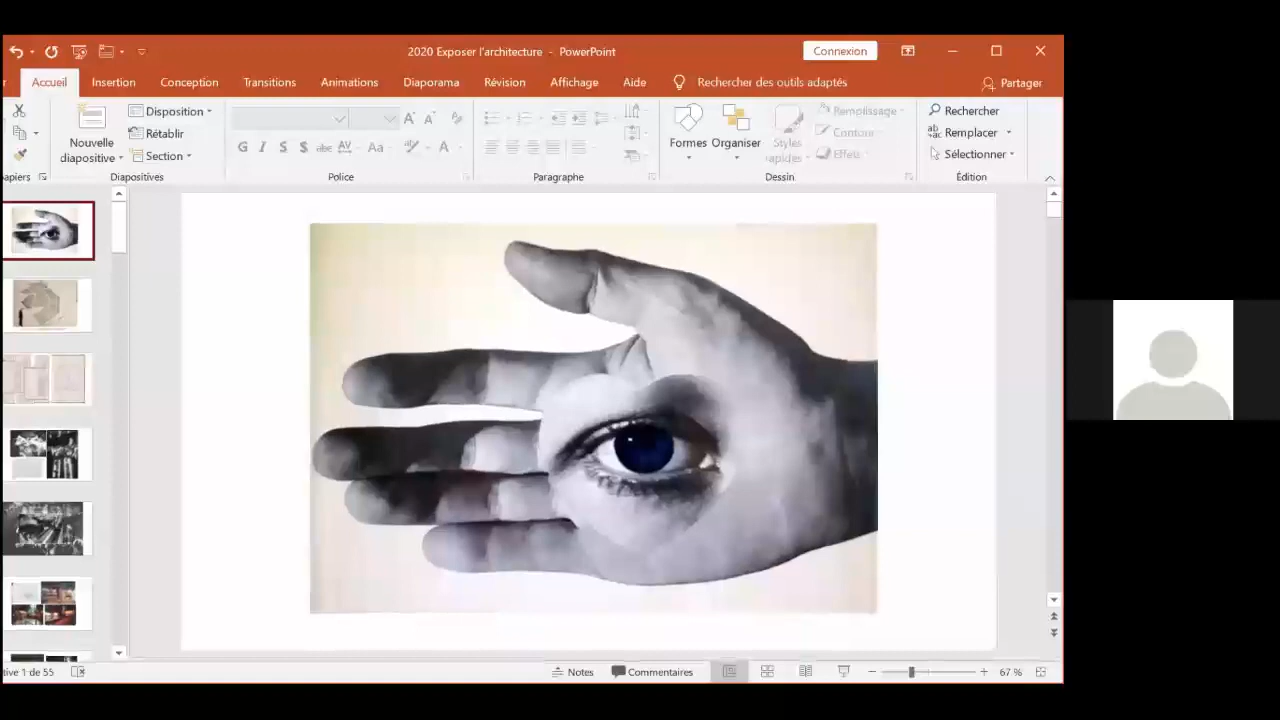 2020 Exposer l'architecture - PowerPoint
Connexion
Accueil Insertion Conception Transitions Animations Diaporama Révision Affichage Aide Rechercher des outils adaptés Partager
Nouvelle diapositive
Disposition
Rétablir
Section
G I S S abc AV Aa A
Formes
Organiser
Styles rapides
Remplissage
Contour
Effets
Rechercher
Remplacer
Sélectionner
apiers Diapositives Police Paragraphe Dessin Édition
tive 1 de 55 Notes Commentaires 67 %